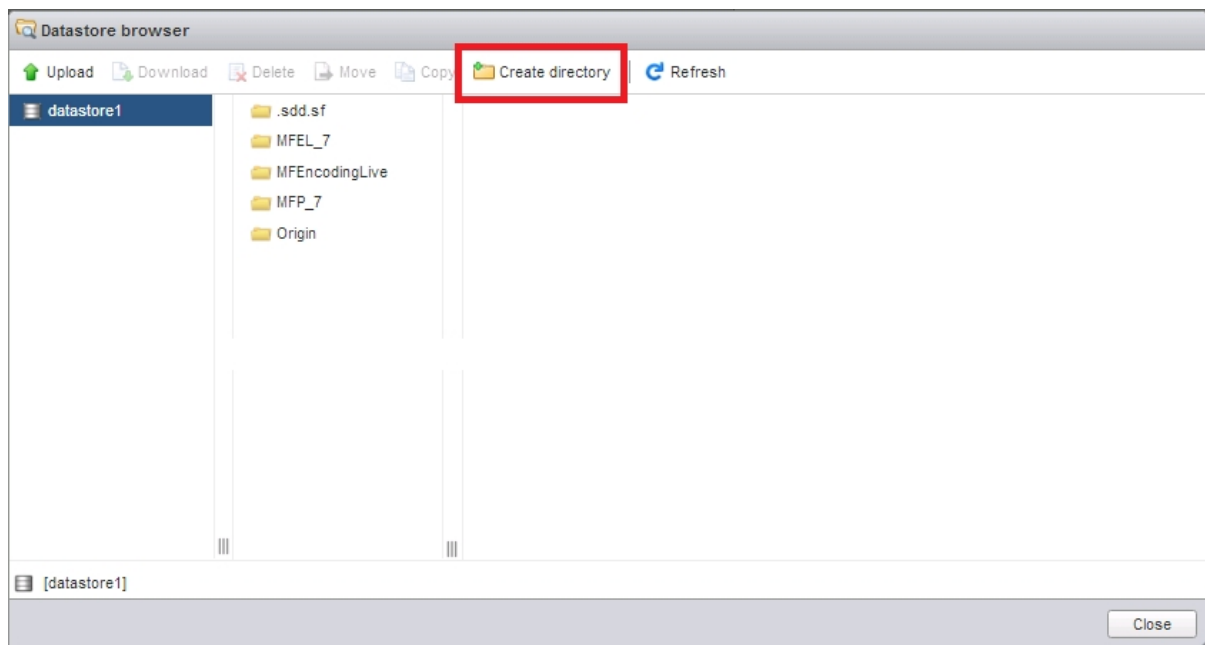 Datastore browser
Upload Download Delete Move Copy Create directory Refresh
datastore1
.sdd.sf
MFEL_7
MFEncodingLive
MFP_7
Origin
[datastore1]
Close